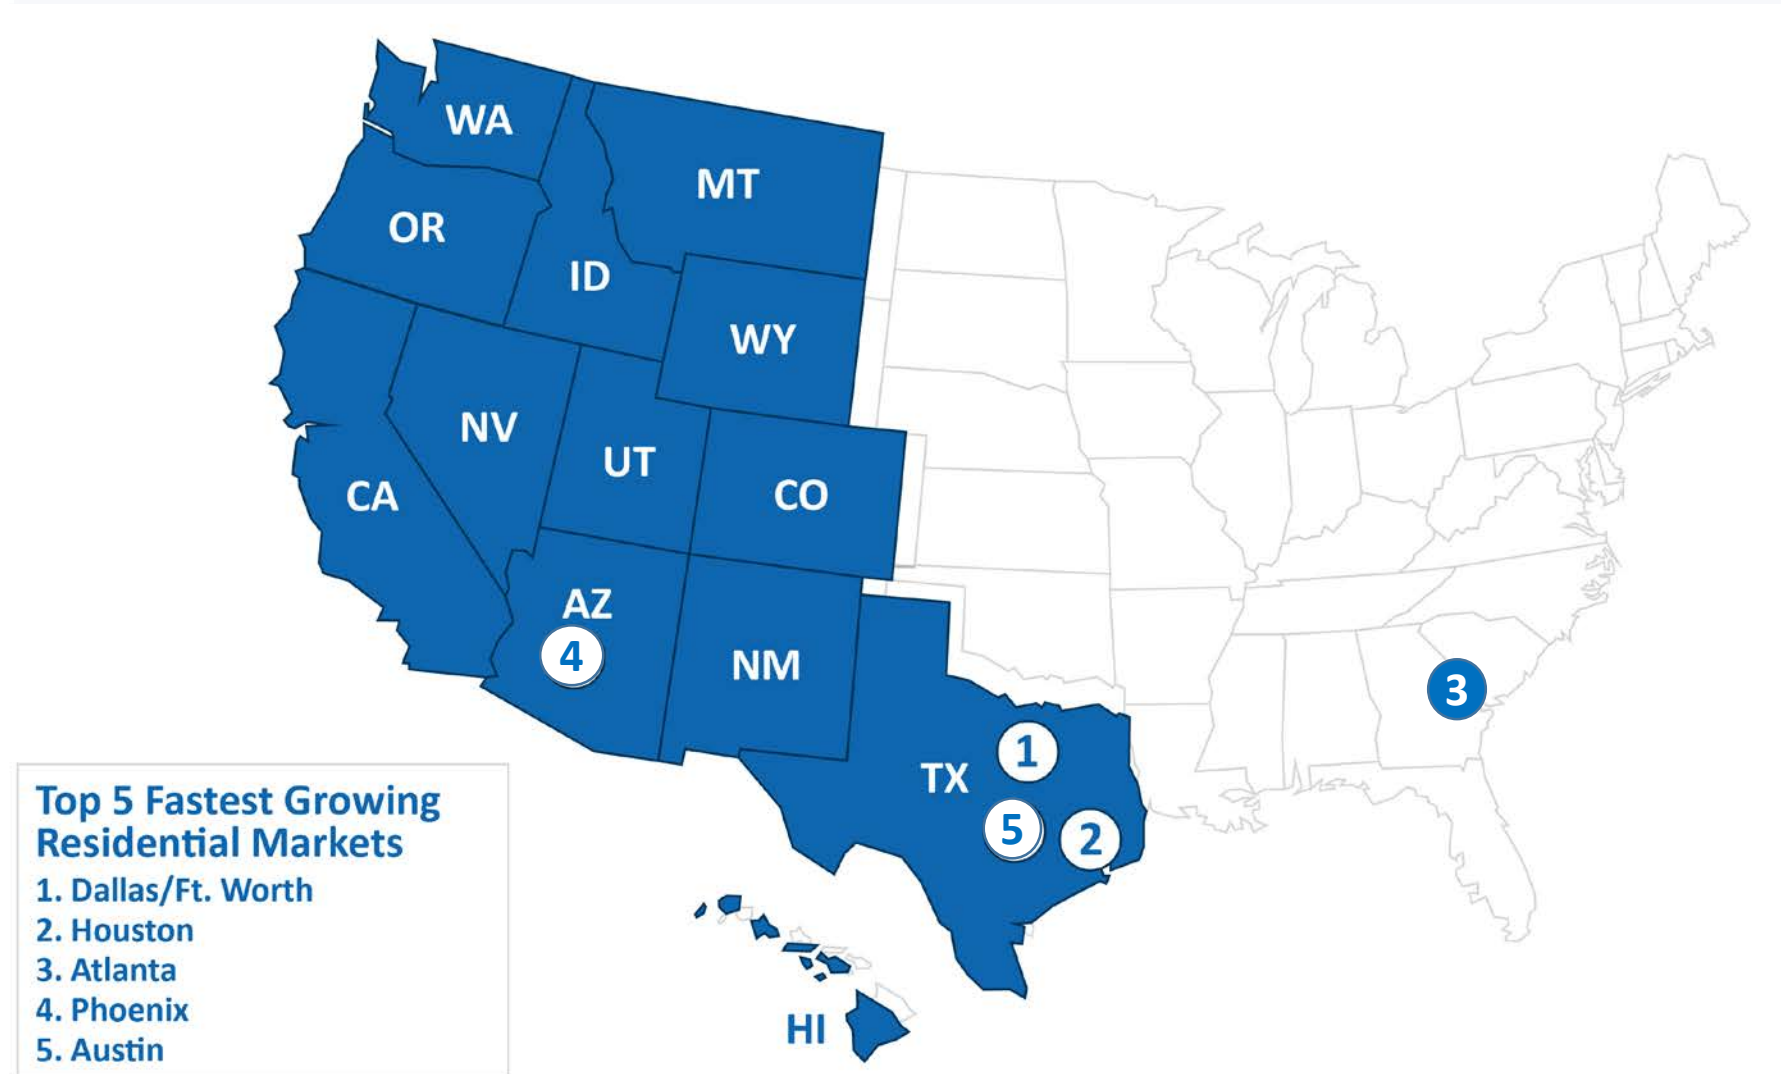 WA
MT
OR
ID
WY
NV
UT
CO
CA
AZ
4
NM
3
1
TX
5
2
Top 5 Fastest Growing
Residential Markets
1. Dallas/Ft. Worth
2. Houston
3. Atlanta
4. Phoenix
5. Austin
HI